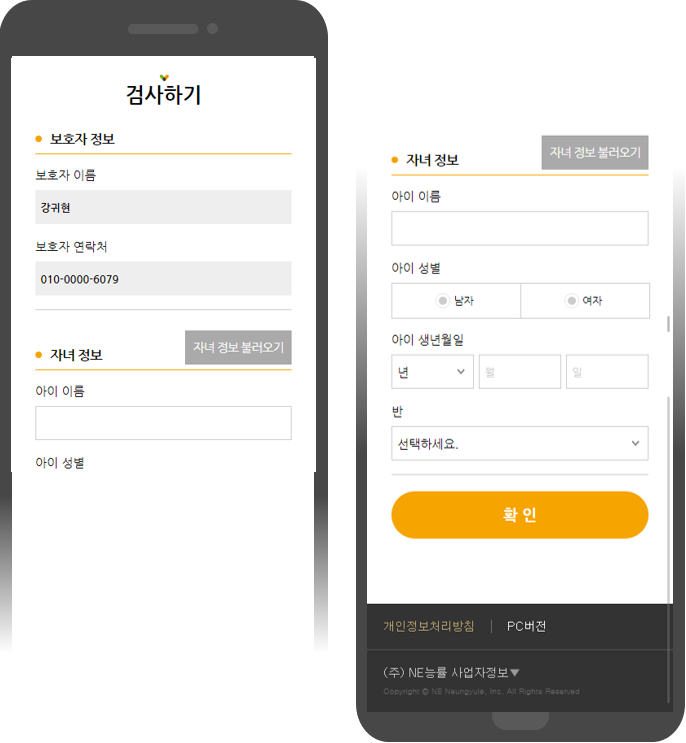 검사하기
보호자 정보
보호자 이름
강귀현
보호자 연락처
010-0000-6079
자녀 정보 불러오기
자녀 정보
아이 이름
아이 성별
자녀 정보 불러오기
자녀 정보
아이 이름
아이 성별
남자 여자
아이 생년월일
년 월 일
반
선택하세요.
확 인
개인정보처리방침 | PC버전
(주) NE능률 사업자정보▼
Copyright ⓒ NE Neungyule, Inc. All Rights Reserved